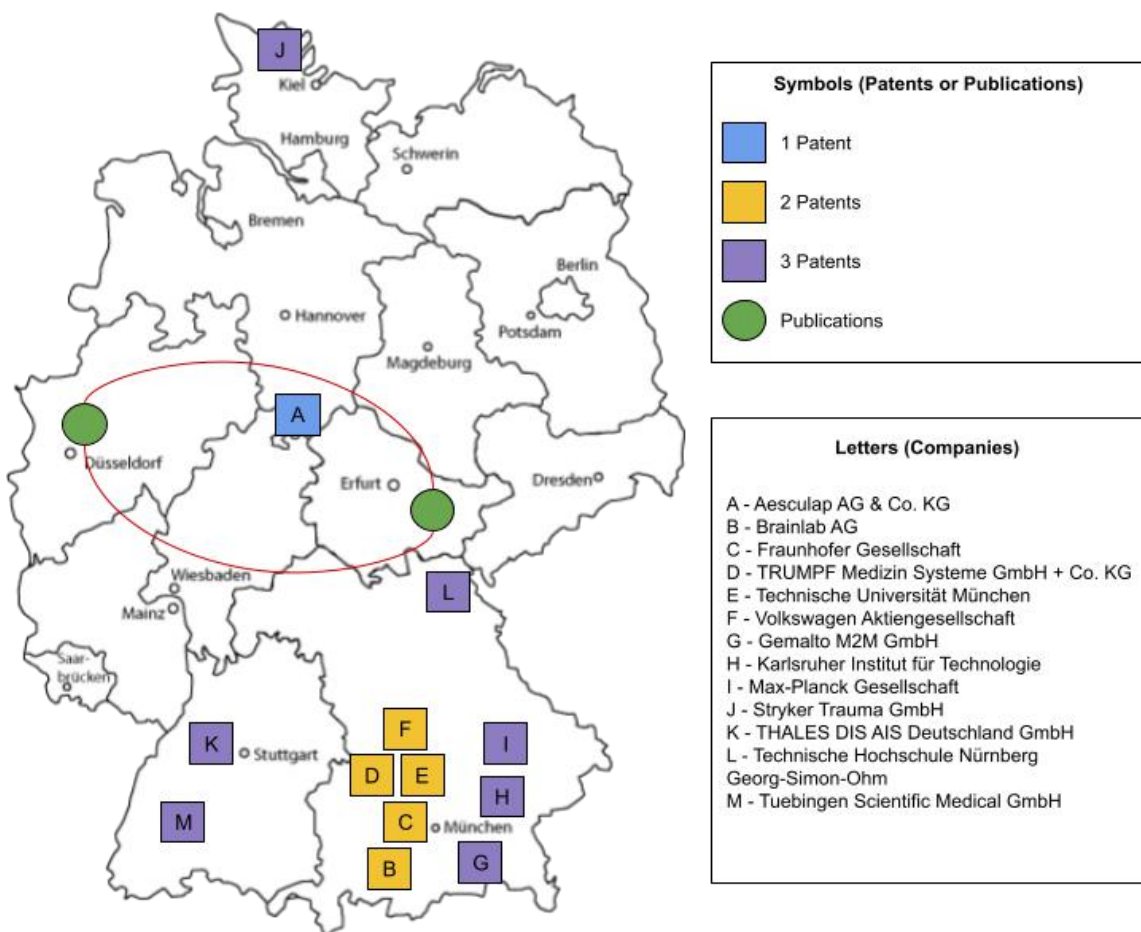 J
Kiel
Hamburg
Schwerin
Bremen
Berlin
Hannover
Potsdam
Magdeburg
A
Düsseldorf
Erfurt
Dresden
Wiesbaden
L
Mainz
Saar-
brücken
F
K
I
Stuttgart
D
E
H
M
C
München
B
G
Symbols (Patents or Publications)
1 Patent
2 Patents
3 Patents
Publications
Letters (Companies)
A - Aesculap AG & Co. KG
B - Brainlab AG
C - Fraunhofer Gesellschaft
D - TRUMPF Medizin Systeme GmbH + Co. KG
E - Technische Universität München
F - Volkswagen Aktiengesellschaft
G - Gemalto M2M GmbH
H - Karlsruher Institut für Technologie
I - Max-Planck Gesellschaft
J - Stryker Trauma GmbH
K - THALES DIS AIS Deutschland GmbH
L - Technische Hochschule Nürnberg
Georg-Simon-Ohm
M - Tuebingen Scientific Medical GmbH